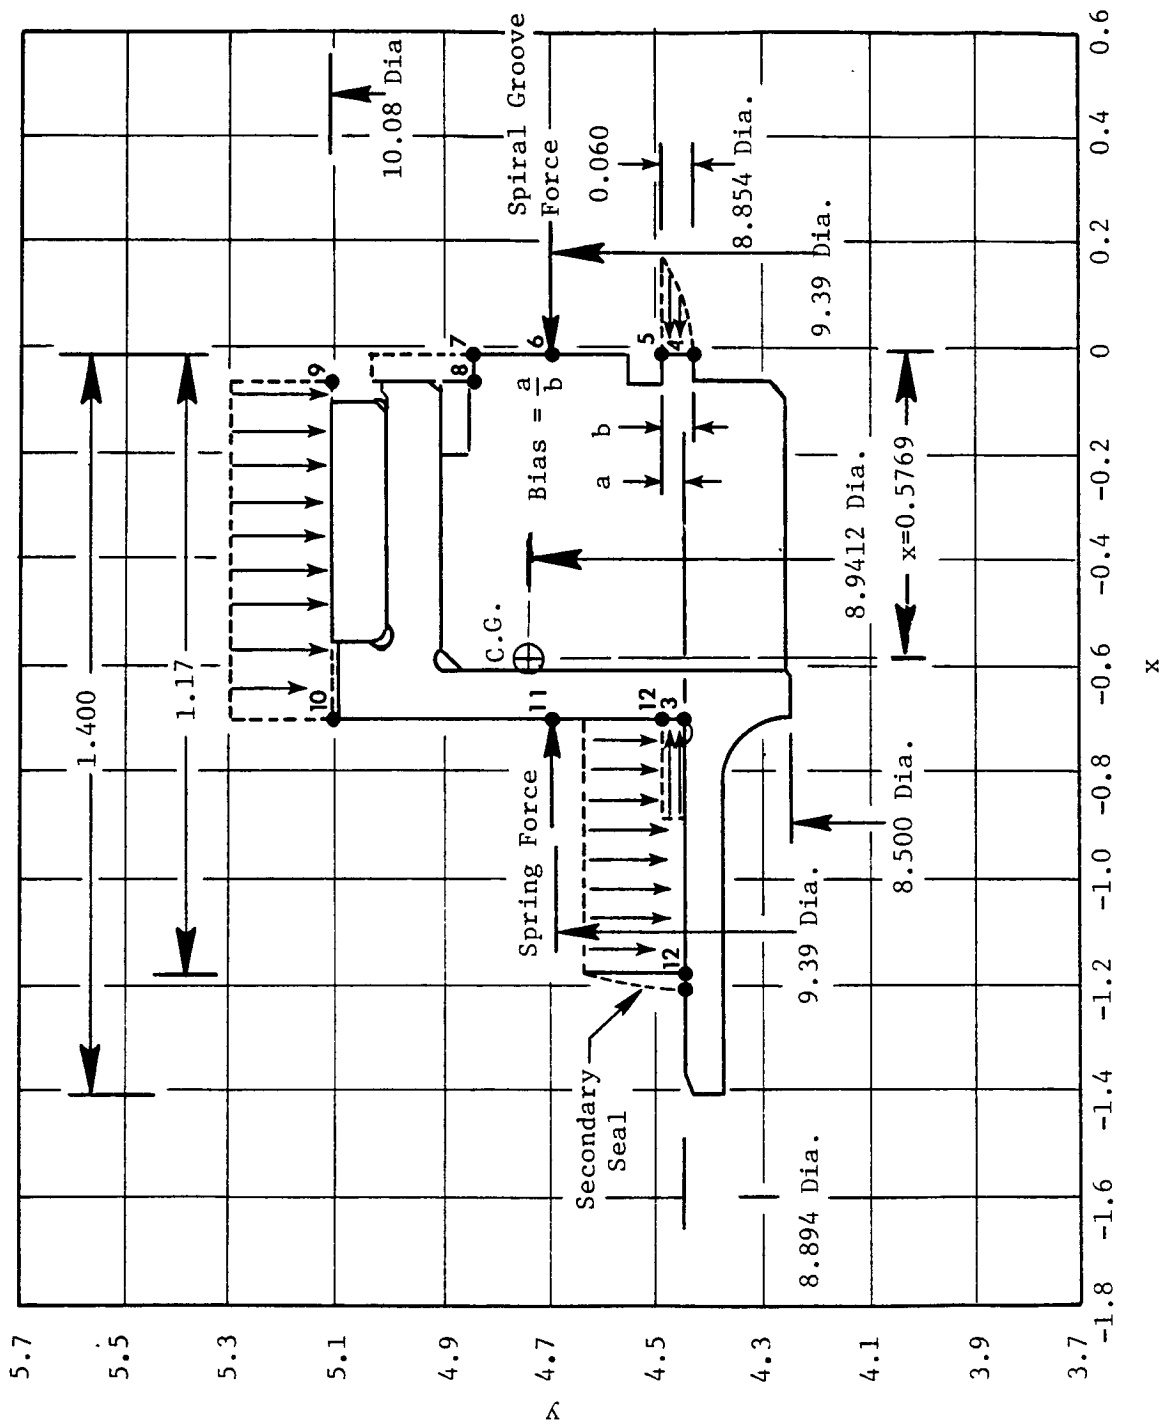 1.400
1.17
10.08 Dia
10
9
Spiral Groove
Force
Spring Force
11
C.G.
Bias = a/b
8
7
6
5
4
0.060
a
b
12
3
12
8.854 Dia.
9.39 Dia.
Secondary
Seal
8.894 Dia.
9.39 Dia.
8.500 Dia.
8.9412 Dia.
x=0.5769
y
5.7
5.5
5.3
5.1
4.9
4.7
4.5
4.3
4.1
3.9
3.7
-1.8
-1.6
-1.4
-1.2
-1.0
-0.8
-0.6
-0.4
-0.2
0
0.2
0.4
0.6
x